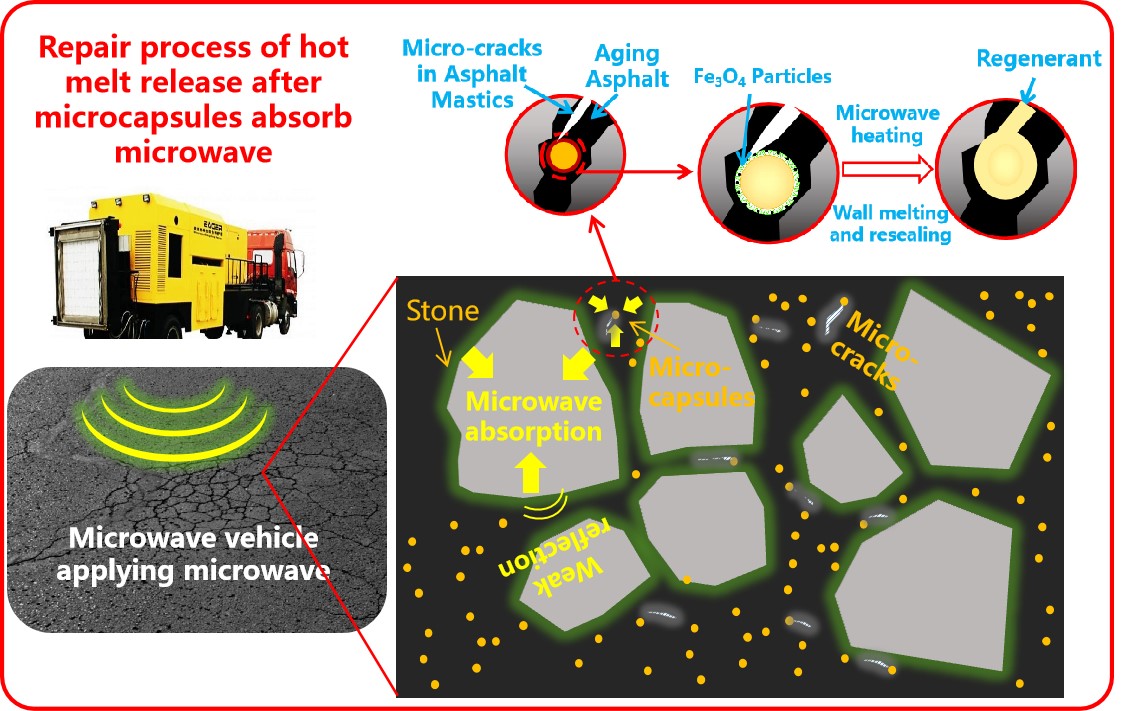 Repair process of hot
melt release after
microcapsules absorb
microwave
Micro-cracks
in Asphalt
Mastics
Aging
Asphalt
Fe₃O₄ Particles
Microwave
heating
Wall melting
and resealing
Regenerant
Stone
Microwave
absorption
Micro-
capsules
Micro-
cracks
Weak
reflection
Microwave vehicle
applying microwave